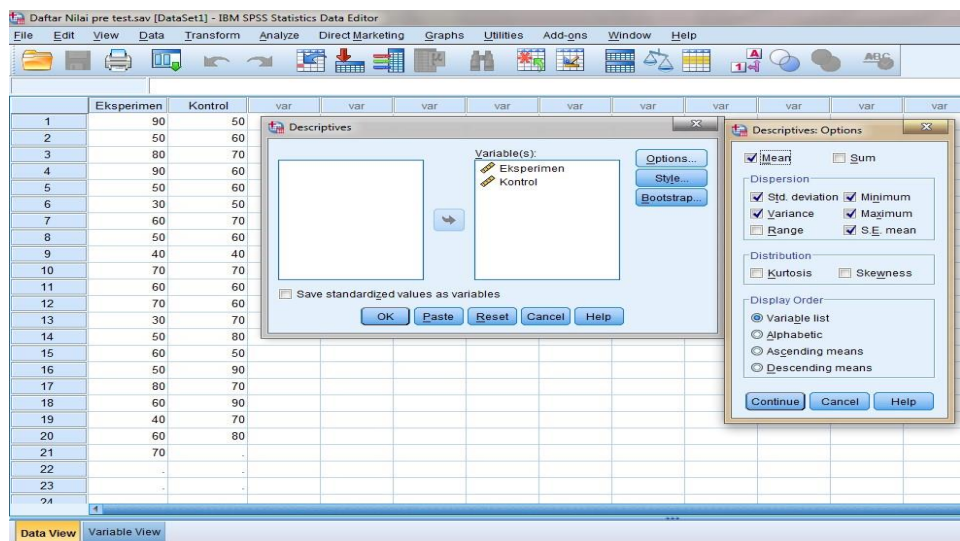 Daftar Nilai pre test.sav [DataSet1] - IBM SPSS Statistics Data Editor
File Edit View Data Transform Analyze Direct Marketing Graphs Utilities Add-ons Window Help
Eksperimen Kontrol var var var var var var var var var var
1 90 50
2 50 60
3 80 70
4 90 60
5 50 60
6 30 50
7 60 70
8 50 60
9 40 40
10 70 70
11 60 60
12 70 60
13 30 70
14 50 80
15 60 50
16 50 90
17 80 70
18 60 90
19 40 70
20 60 80
21 70 .
22 . .
23 . .
24
Descriptives
Variable(s):
Eksperimen
Kontrol
Options...
Style...
Bootstrap...
Save standardized values as variables
OK Paste Reset Cancel Help
Descriptives: Options
Mean Sum
Dispersion
Std. deviation Minimum
Variance Maximum
Range S.E. mean
Distribution
Kurtosis Skewness
Display Order
Variable list
Alphabetic
Ascending means
Descending means
Continue Cancel Help
Data View Variable View